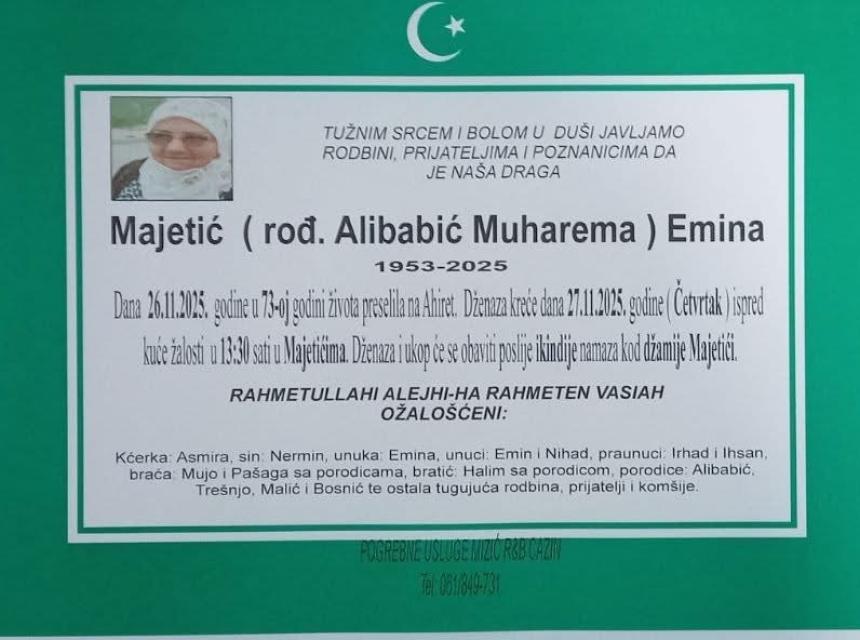 TUŽNIM SRCEM I BOLOM U DUŠI JAVLJAMO
RODBINI, PRIJATELJIMA I POZNANICIMA DA
JE NAŠA DRAGA
Majetić ( rođ. Alibabić Muharema ) Emina
1953-2025
Dana 26.11.2025. godine u 73-oj godini života preselila na Ahiret. Dženaza kreće dana 27.11.2025. godine ( Četvrtak ) ispred
kuće žalosti u 13:30 sati u Majetićima. Dženaza i ukop će se obaviti poslije ikindije namaza kod džamije Majetići.
RAHMETULLAHI ALEJHI-HA RAHMETEN VASIAH
OŽALOŠĆENI:
Kćerka: Asmira, sin: Nermin, unuka: Emina, unuci: Emin i Nihad, praunuci: Irhad i Ihsan,
braća: Mujo i Pašaga sa porodicama, bratić: Halim sa porodicom, porodice: Alibabić,
Trešnjo, Malić i Bosnić te ostala tugujuća rodbina, prijatelji i komšije.
POGREBNE USLUGE MIZIĆ R&B CAZIN
Tel: 061/849-731